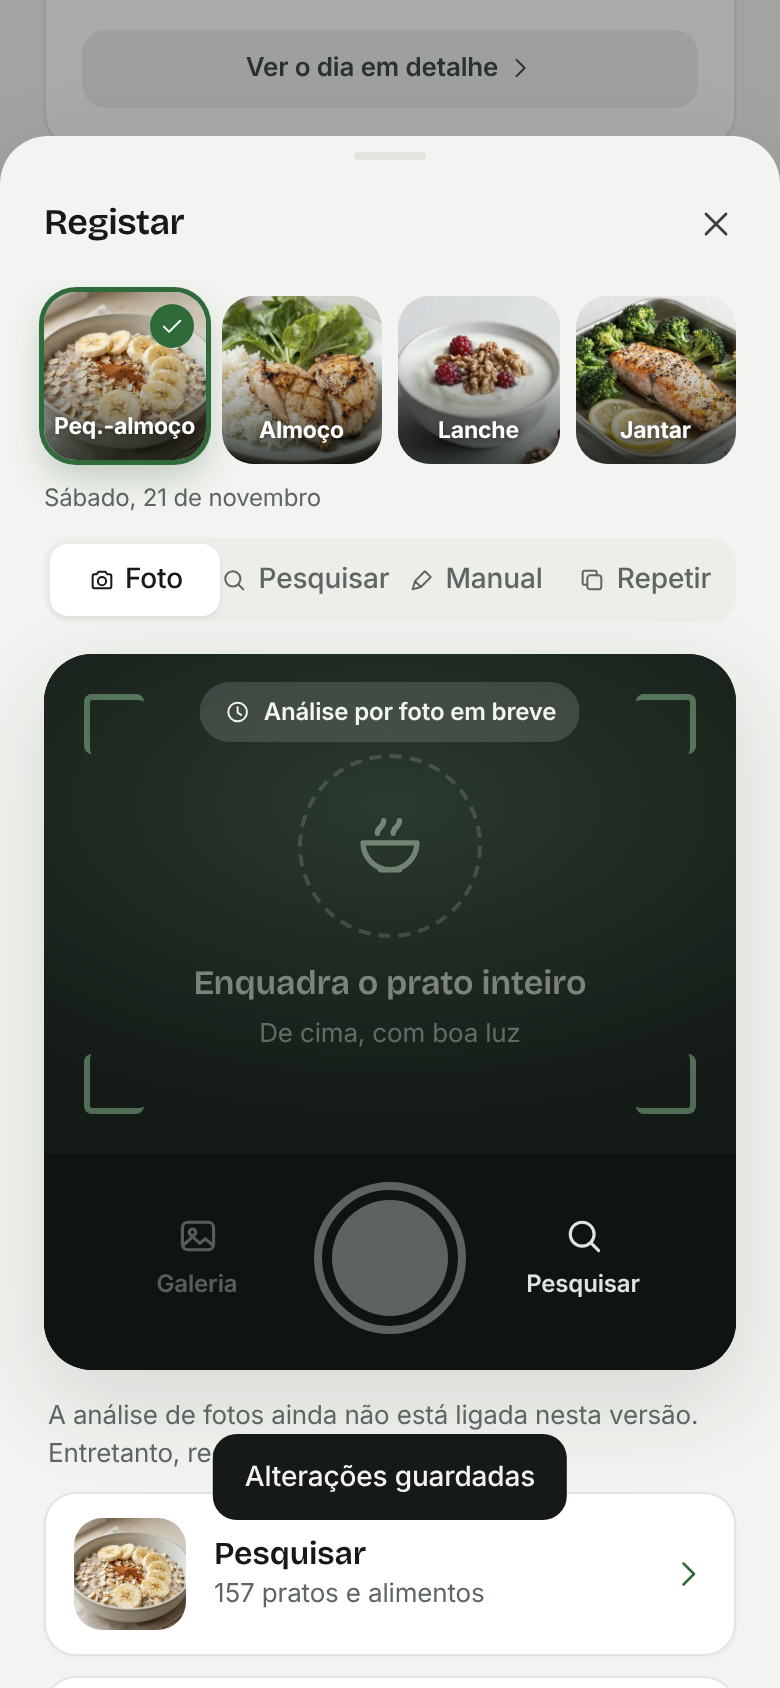 Ver o dia em detalhe
Registar
Peq.-almoço
Almoço
Lanche
Jantar
Sábado, 21 de novembro
Foto
Pesquisar
Manual
Repetir
Análise por foto em breve
Enquadra o prato inteiro
De cima, com boa luz
Galeria
Pesquisar
A análise de fotos ainda não está ligada nesta versão.
Entretanto,
Alterações guardadas
Pesquisar
157 pratos e alimentos